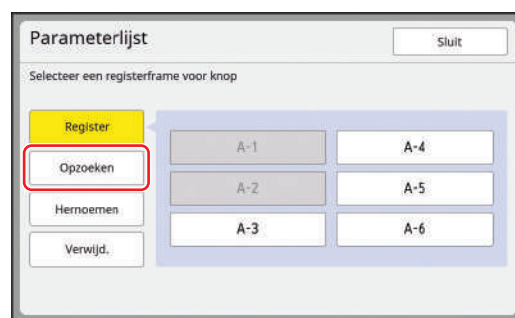 Parameterlijst
Sluit
Selecteer een registerframe voor knop
Register
Opzoeken
Hernoemen
Verwijd.
A-1
A-4
A-2
A-5
A-3
A-6